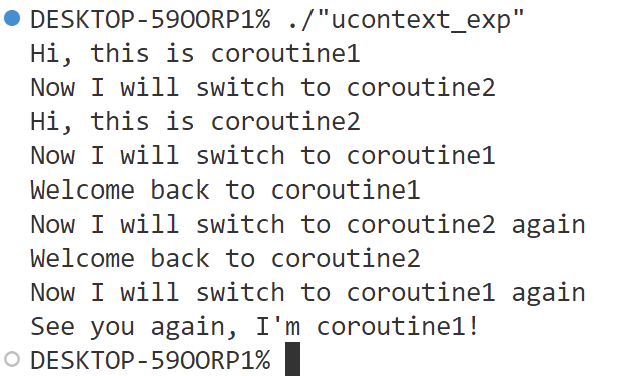 DESKTOP-59OORP1% ./"ucontext_exp"
Hi, this is coroutine1
Now I will switch to coroutine2
Hi, this is coroutine2
Now I will switch to coroutine1
Welcome back to coroutine1
Now I will switch to coroutine2 again
Welcome back to coroutine2
Now I will switch to coroutine1 again
See you again, I'm coroutine1!
DESKTOP-59OORP1%